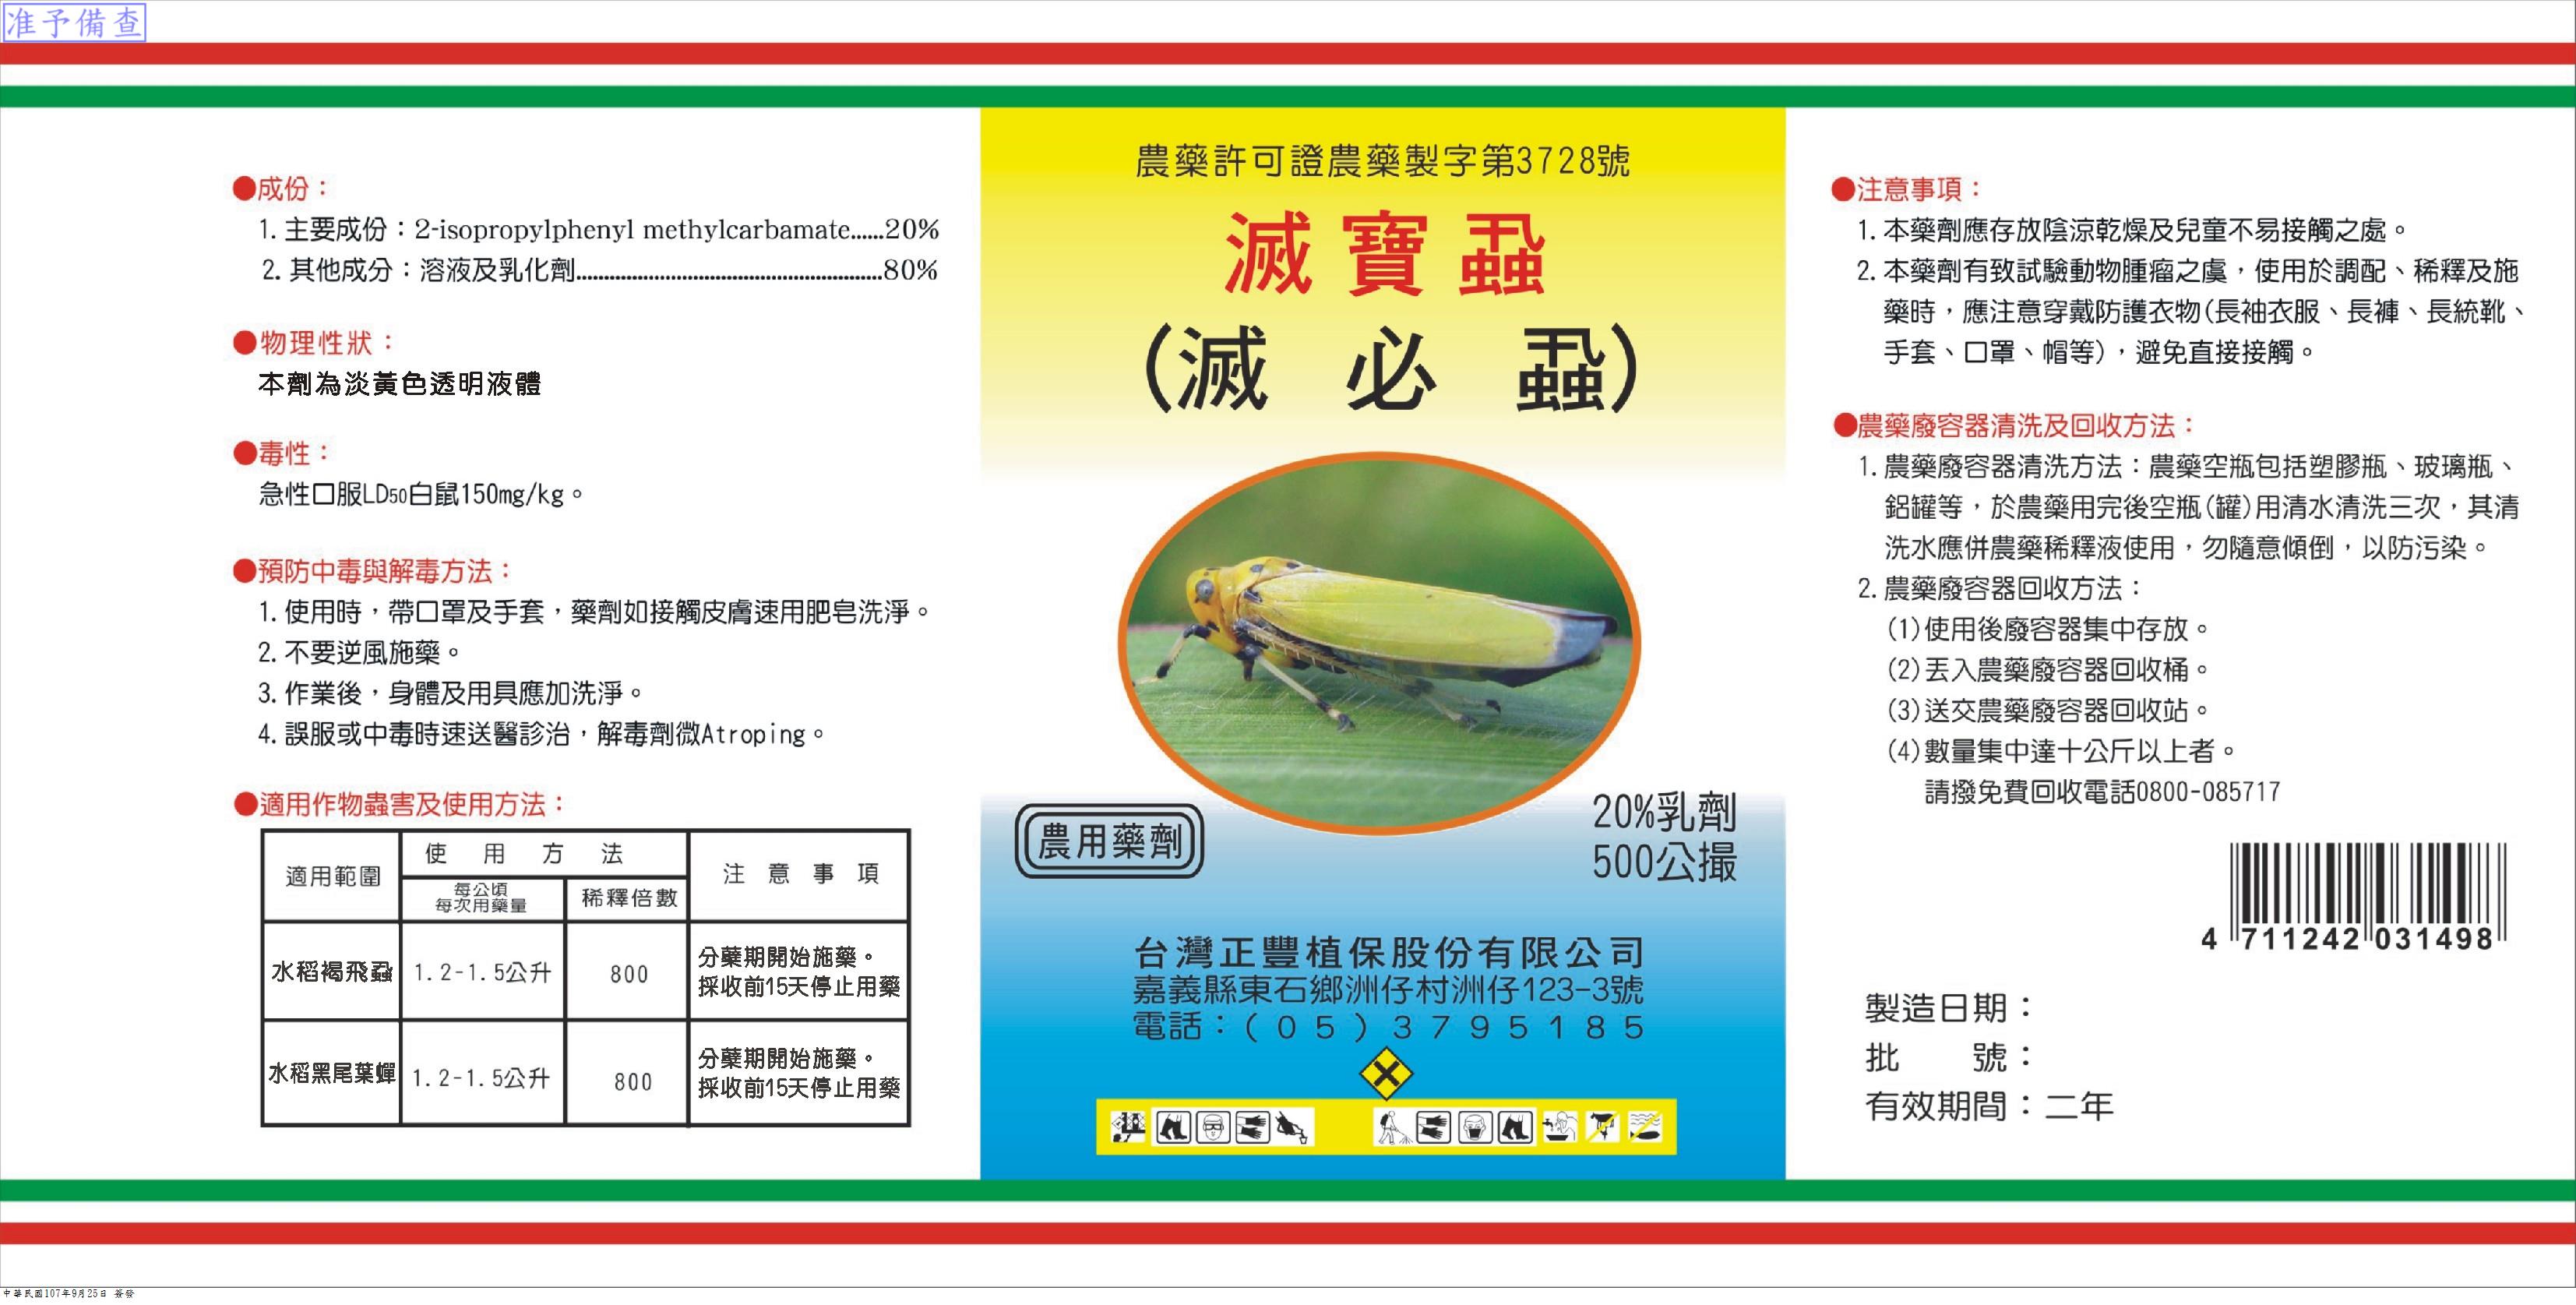 准予備查
●成份：
1. 主要成份：2-isopropylphenyl methylcarbamate......20%
2. 其他成分：溶液及乳化劑.......................................................80%
●物理性狀：
本劑為淡黃色透明液體
●毒性：
急性口服LD50白鼠150mg/kg。
●預防中毒與解毒方法：
1. 使用時，帶口罩及手套，藥劑如接觸皮膚速用肥皂洗淨。
2. 不要逆風施藥。
3. 作業後，身體及用具應加洗淨。
4. 誤服或中毒時速送醫診治，解毒劑微Atroping。
●適用作物蟲害及使用方法：
適用範圍
使用方法
每公頃
每次用藥量
稀釋倍數
注意事項
水稻褐飛蝨
1.2-1.5公升
800
分蘗期開始施藥。
採收前15天停止用藥
水稻黑尾葉蟬
1.2-1.5公升
800
分蘗期開始施藥。
採收前15天停止用藥
農藥許可證農藥製字第3728號
滅寶蝨
(滅必蝨)
農用藥劑
20%乳劑
500公撮
台灣正豐植保股份有限公司
嘉義縣東石鄉洲仔村洲仔123-3號
電話：(05)3795185
●注意事項：
1. 本藥劑應存放陰涼乾燥及兒童不易接觸之處。
2. 本藥劑有致試驗動物腫瘤之虞，使用於調配、稀釋及施
藥時，應注意穿戴防護衣物(長袖衣服、長褲、長統靴、
手套、口罩、帽等)，避免直接接觸。
●農藥廢容器清洗及回收方法：
1. 農藥廢容器清洗方法：農藥空瓶包括塑膠瓶、玻璃瓶、
鋁罐等，於農藥用完後空瓶(罐)用清水清洗三次，其清
洗水應併農藥稀釋液使用，勿隨意傾倒，以防污染。
2. 農藥廢容器回收方法：
(1)使用後廢容器集中存放。
(2)丟入農藥廢容器回收桶。
(3)送交農藥廢容器回收站。
(4)數量集中達十公斤以上者。
請撥免費回收電話0800-085717
4 711242 031498
製造日期：
批號：
有效期間：二年
中華民國107年9月25日 簽發